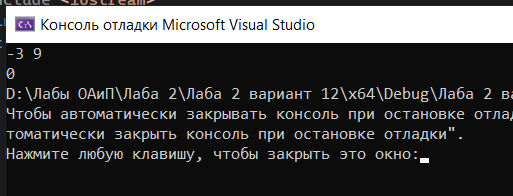 <iostream>
Консоль отладки Microsoft Visual Studio
-3 9
0
D:\Лабы ОАиП\Лаба 2\Лаба 2 вариант 12\x64\Debug\Лаба 2 ва
Чтобы автоматически закрывать консоль при остановке отлад
томатически закрыть консоль при остановке отладки".
Нажмите любую клавишу, чтобы закрыть это окно: